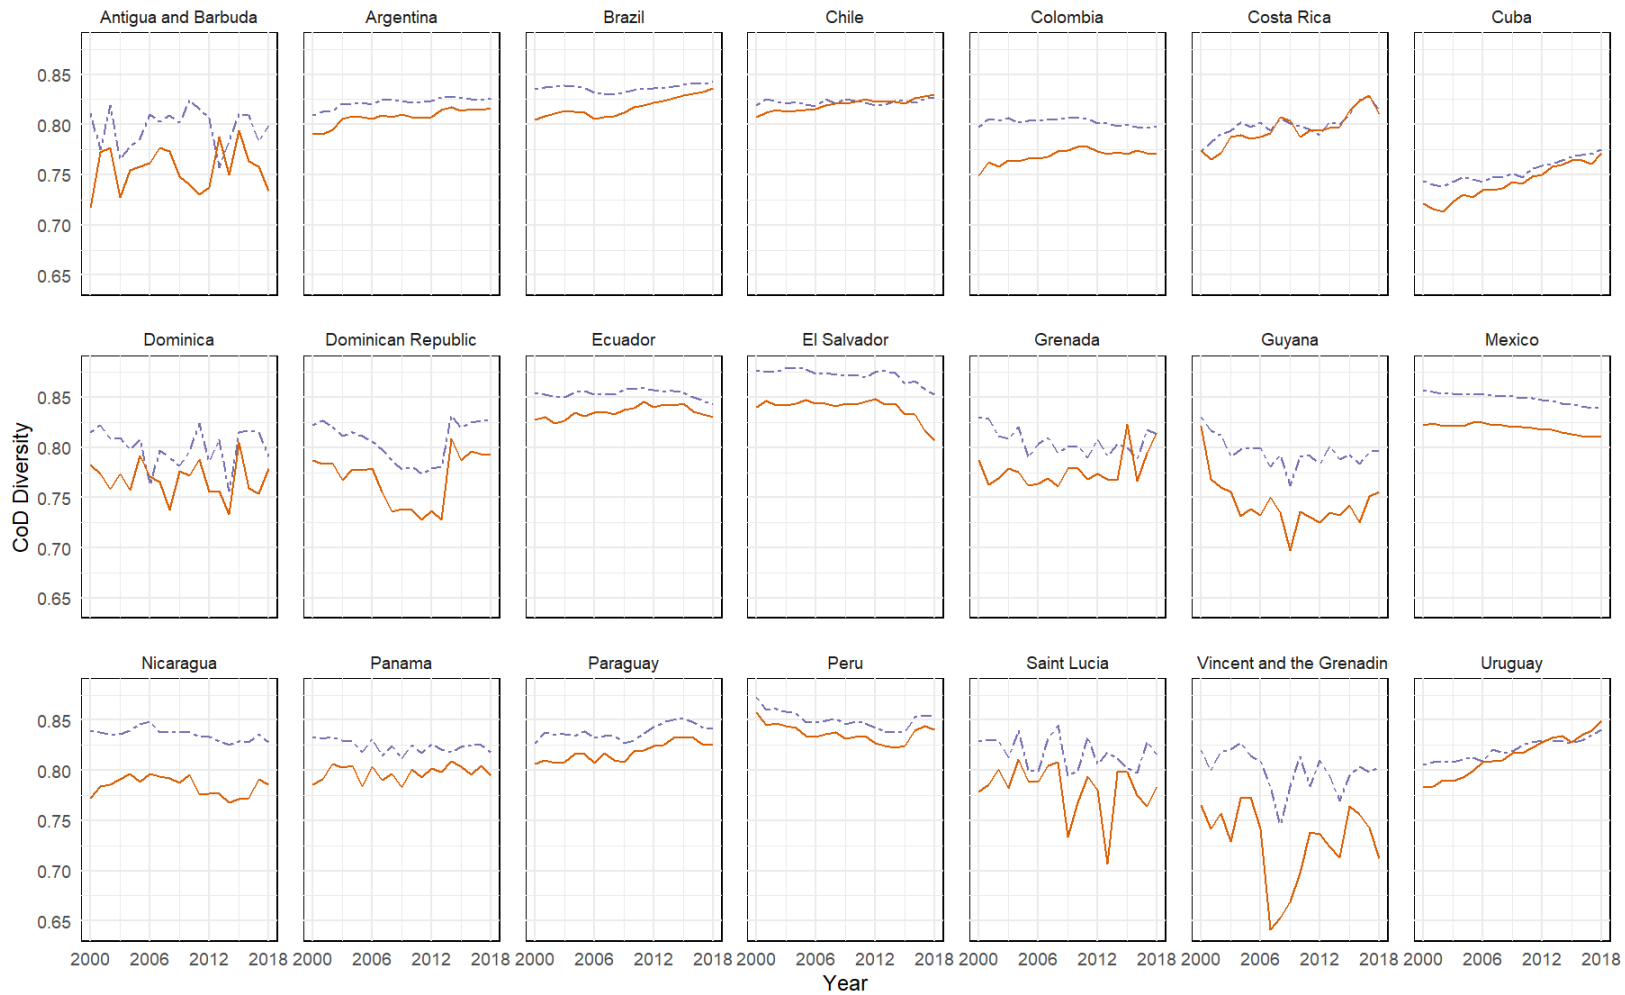 Antigua and Barbuda Argentina Brazil Chile Colombia Costa Rica Cuba
0.85
0.80
0.75
0.70
0.65
Dominica Dominican Republic Ecuador El Salvador Grenada Guyana Mexico
0.85
0.80
0.75
0.70
0.65
CoD Diversity
Nicaragua Panama Paraguay Peru Saint Lucia Vincent and the Grenadin Uruguay
0.85
0.80
0.75
0.70
0.65
2000 2006 2012 2018 2000 2006 2012 2018 2000 2006 2012 2018 2000 2006 2012 2018 2000 2006 2012 2018 2000 2006 2012 2018 2000 2006 2012 2018
Year